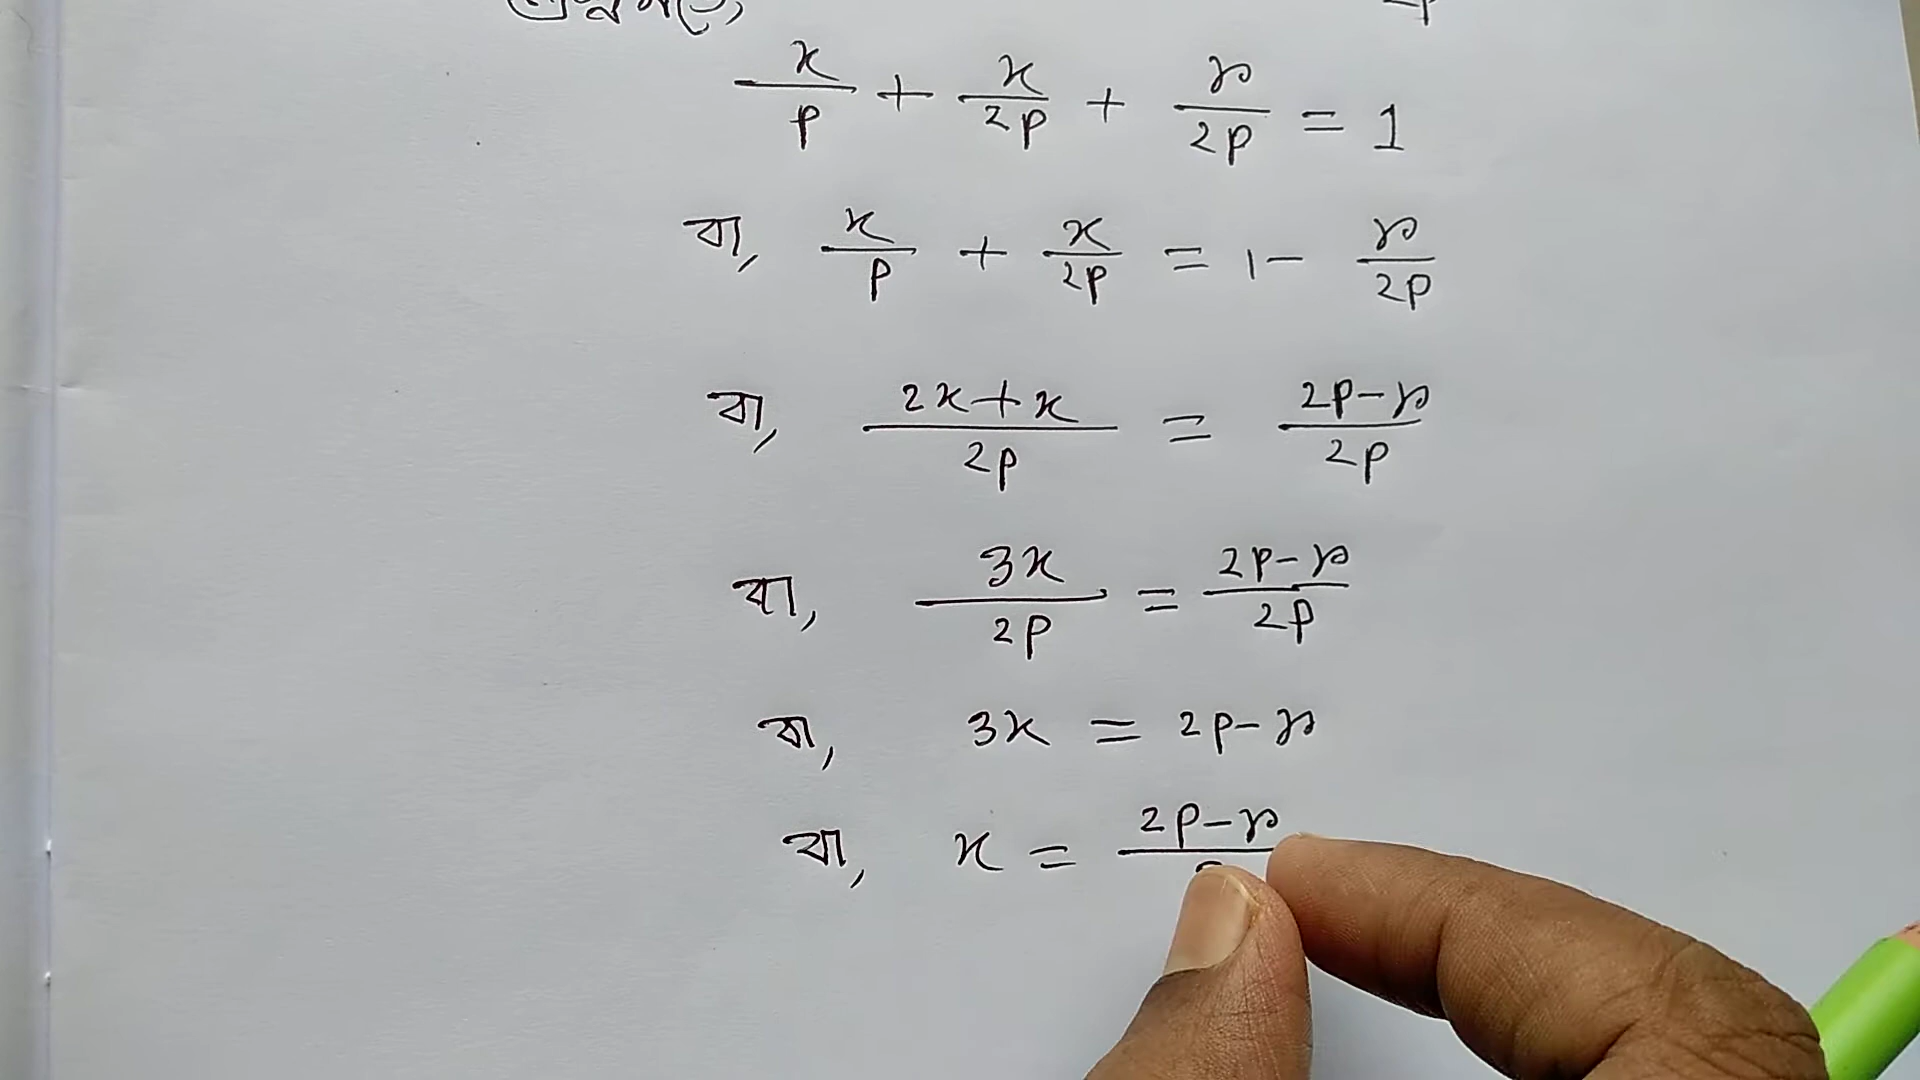 x/p + x/2p + r/2p = 1
বা, x/p + x/2p = 1 - r/2p
বা, (2x+x)/2p = (2p-r)/2p
বা, 3x/2p = (2p-r)/2p
বা, 3x = 2p-r
বা, x = 2p-r